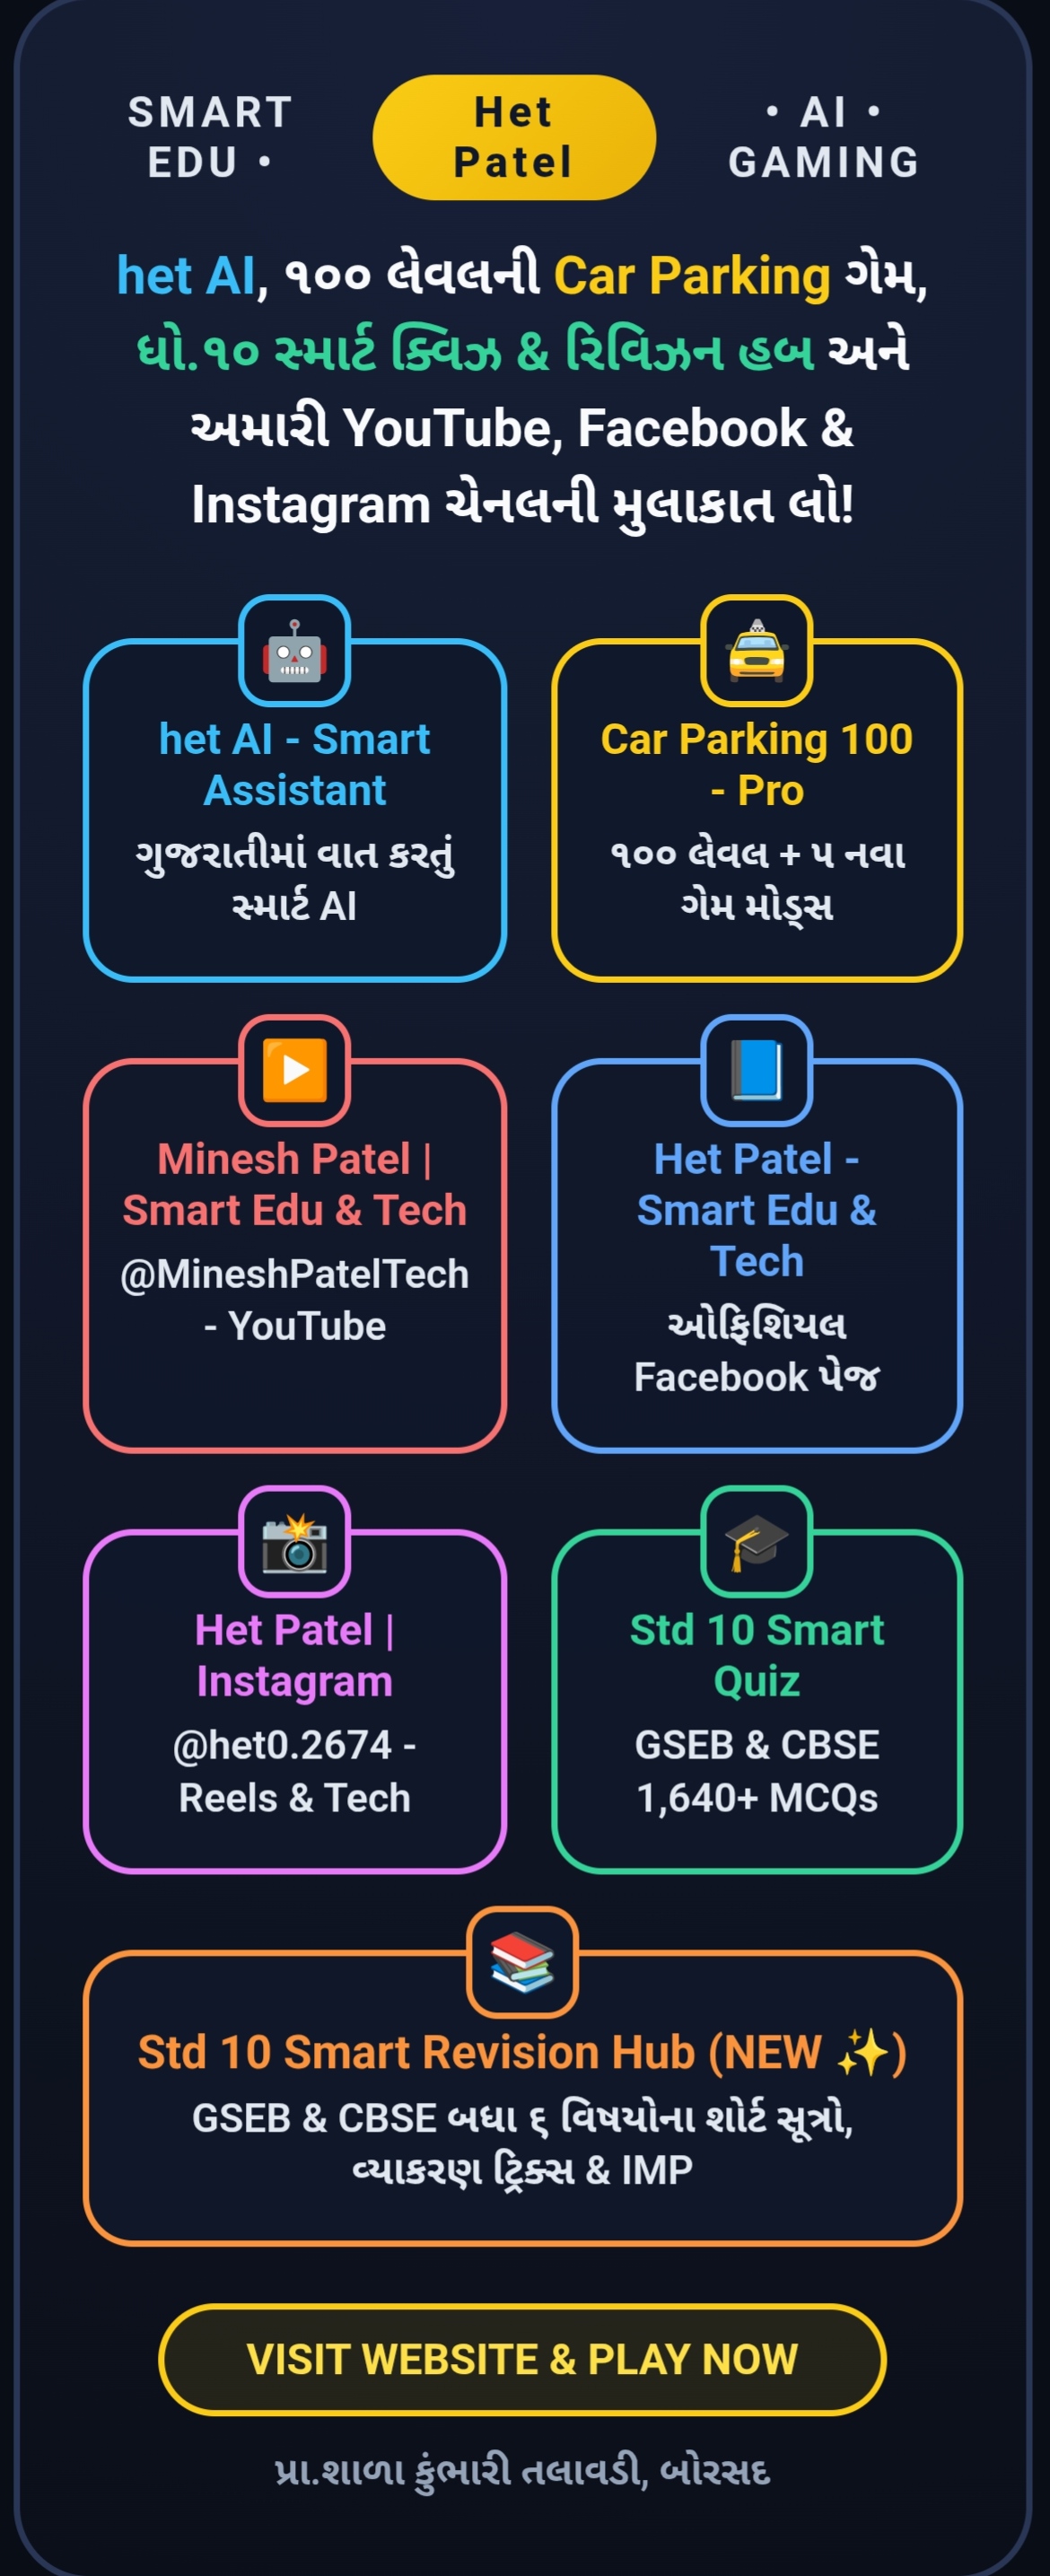 SMART
EDU •
Het
Patel
• AI •
GAMING
het AI, ૧૦૦ લેવલની Car Parking ગેમ,
ધો.૧૦ સ્માર્ટ ક્વિઝ & રિવિઝન હબ અને
અમારી YouTube, Facebook &
Instagram ચેનલની મુલાકાત લો!
het AI - Smart
Assistant
ગુજરાતીમાં વાત કરતું
સ્માર્ટ AI
Car Parking 100
- Pro
૧૦૦ લેવલ + ૫ નવા
ગેમ મોડ્સ
Minesh Patel |
Smart Edu & Tech
@MineshPatelTech
- YouTube
Het Patel -
Smart Edu &
Tech
ઓફિશિયલ
Facebook પેજ
Het Patel |
Instagram
@het0.2674 -
Reels & Tech
Std 10 Smart
Quiz
GSEB & CBSE
1,640+ MCQs
Std 10 Smart Revision Hub (NEW ✨)
GSEB & CBSE બધા ૬ વિષયોના શોર્ટ સૂત્રો,
વ્યાકરણ ટ્રિક્સ & IMP
VISIT WEBSITE & PLAY NOW
પ્રા.શાળા કુંભારી તલાવડી, બોરસદ